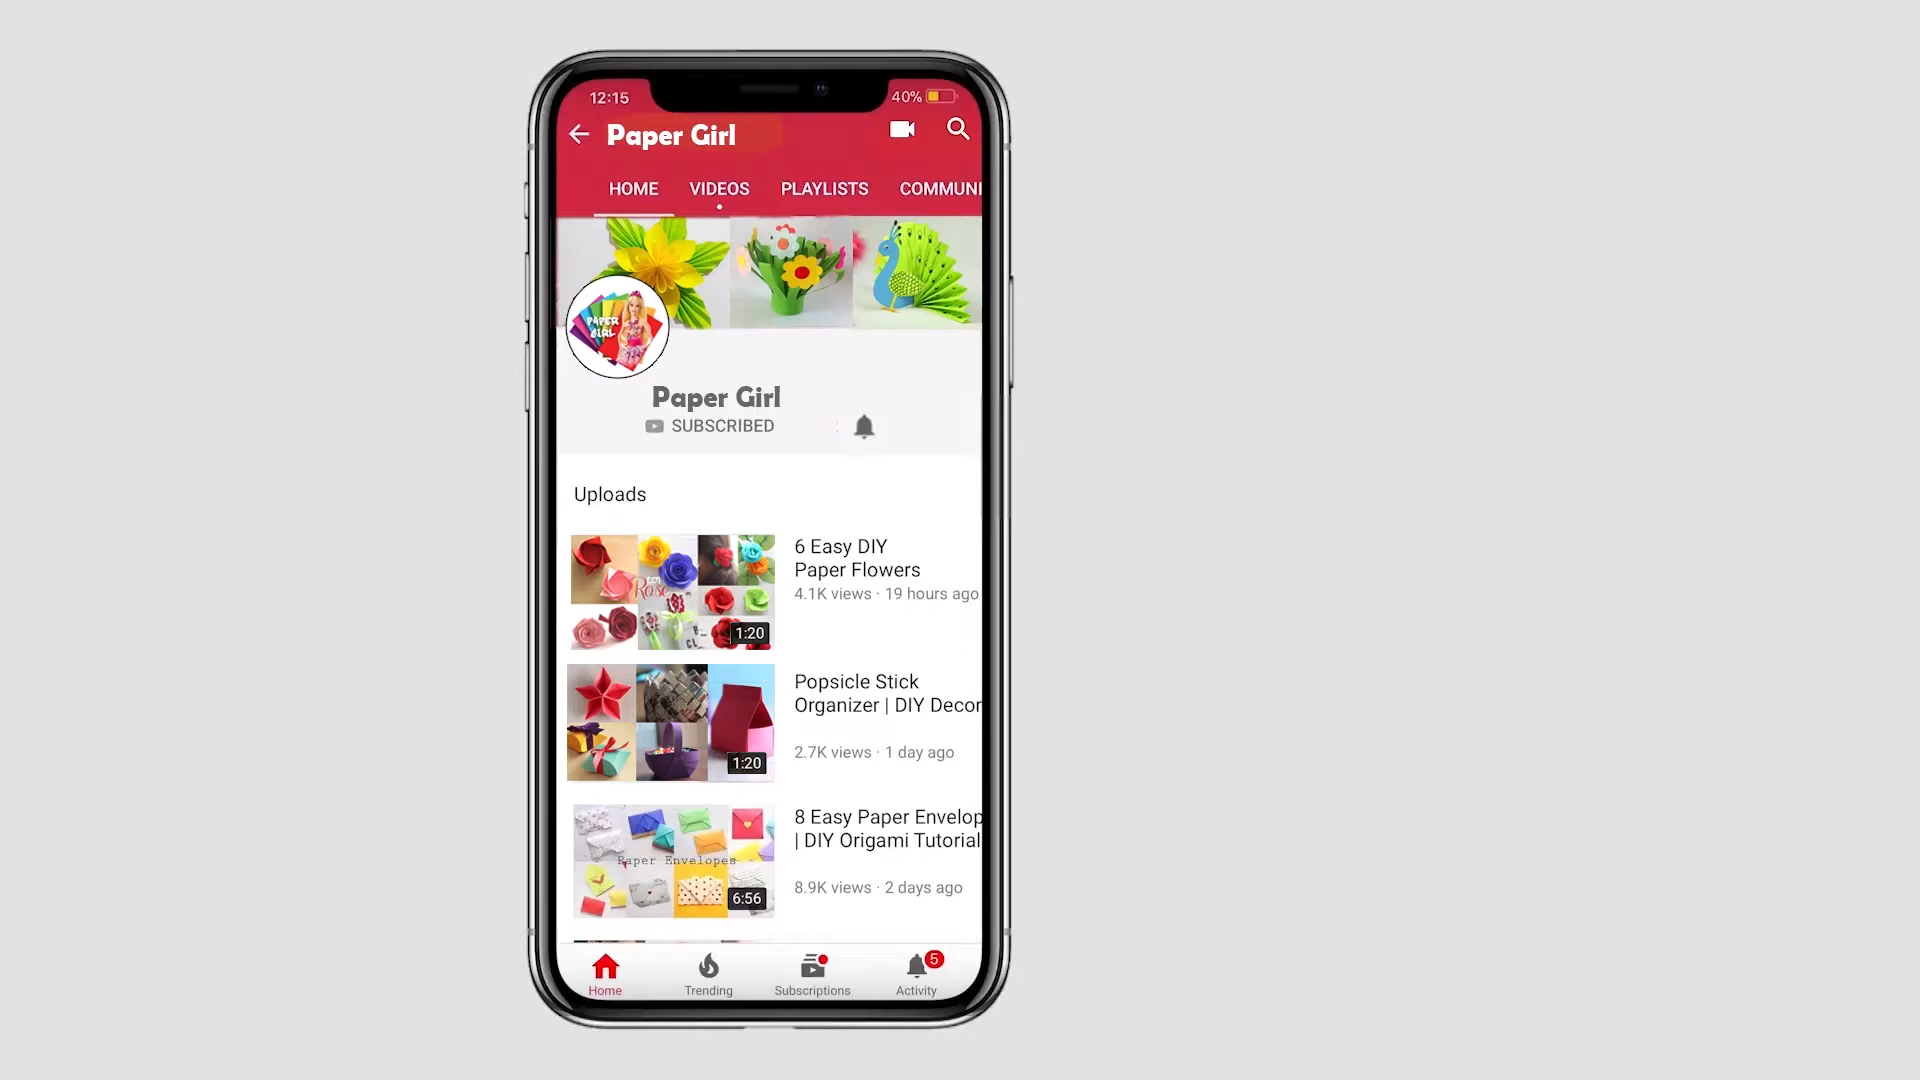 12:15
40%
Paper Girl
HOME VIDEOS PLAYLISTS COMMUNI
PAPER
GIRL
Paper Girl
SUBSCRIBED
Uploads
6 Easy DIY
Paper Flowers
4.1K views · 19 hours ago
Rose
1:20
Popsicle Stick
Organizer | DIY Decor
2.7K views · 1 day ago
1:20
8 Easy Paper Envelop
| DIY Origami Tutorial
8.9K views · 2 days ago
Paper Envelopes
6:56
5
Home Trending Subscriptions Activity